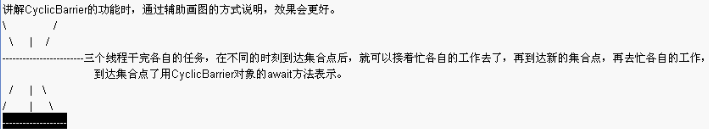 讲解CyclicBarrier的功能时，通过辅助画图的方式说明，效果会更好。
\ /
\ | /
------------------------三个线程干完各自的任务，在不同的时刻到达集合点后，就可以接着忙各自的工作去了，再到达新的集合点，再去忙各自的工作，
到达集合点了用CyclicBarrier对象的await方法表示。
/ | \
/ | \
-------------------